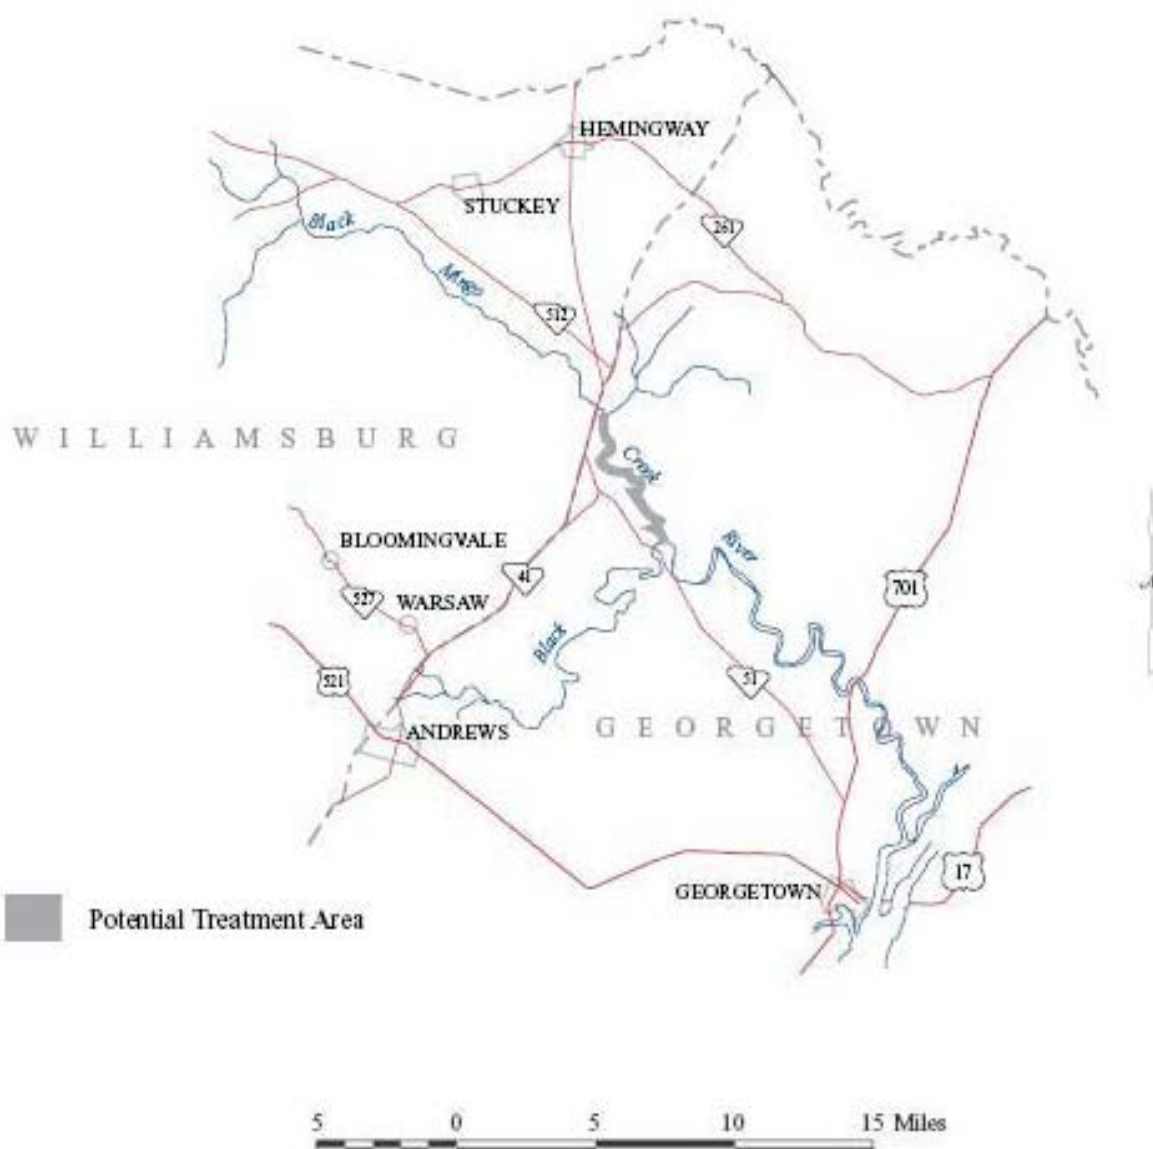 HEMINGWAY
STUCKEY
Black
261
Mingo
512
WILLIAMSBURG
Creek
BLOOMINGVALE
River
41
701
527
WARSAW
Black
521
51
GEORGETOWN
ANDREWS
17
GEORGETOWN
Potential Treatment Area
5 0 5 10 15 Miles